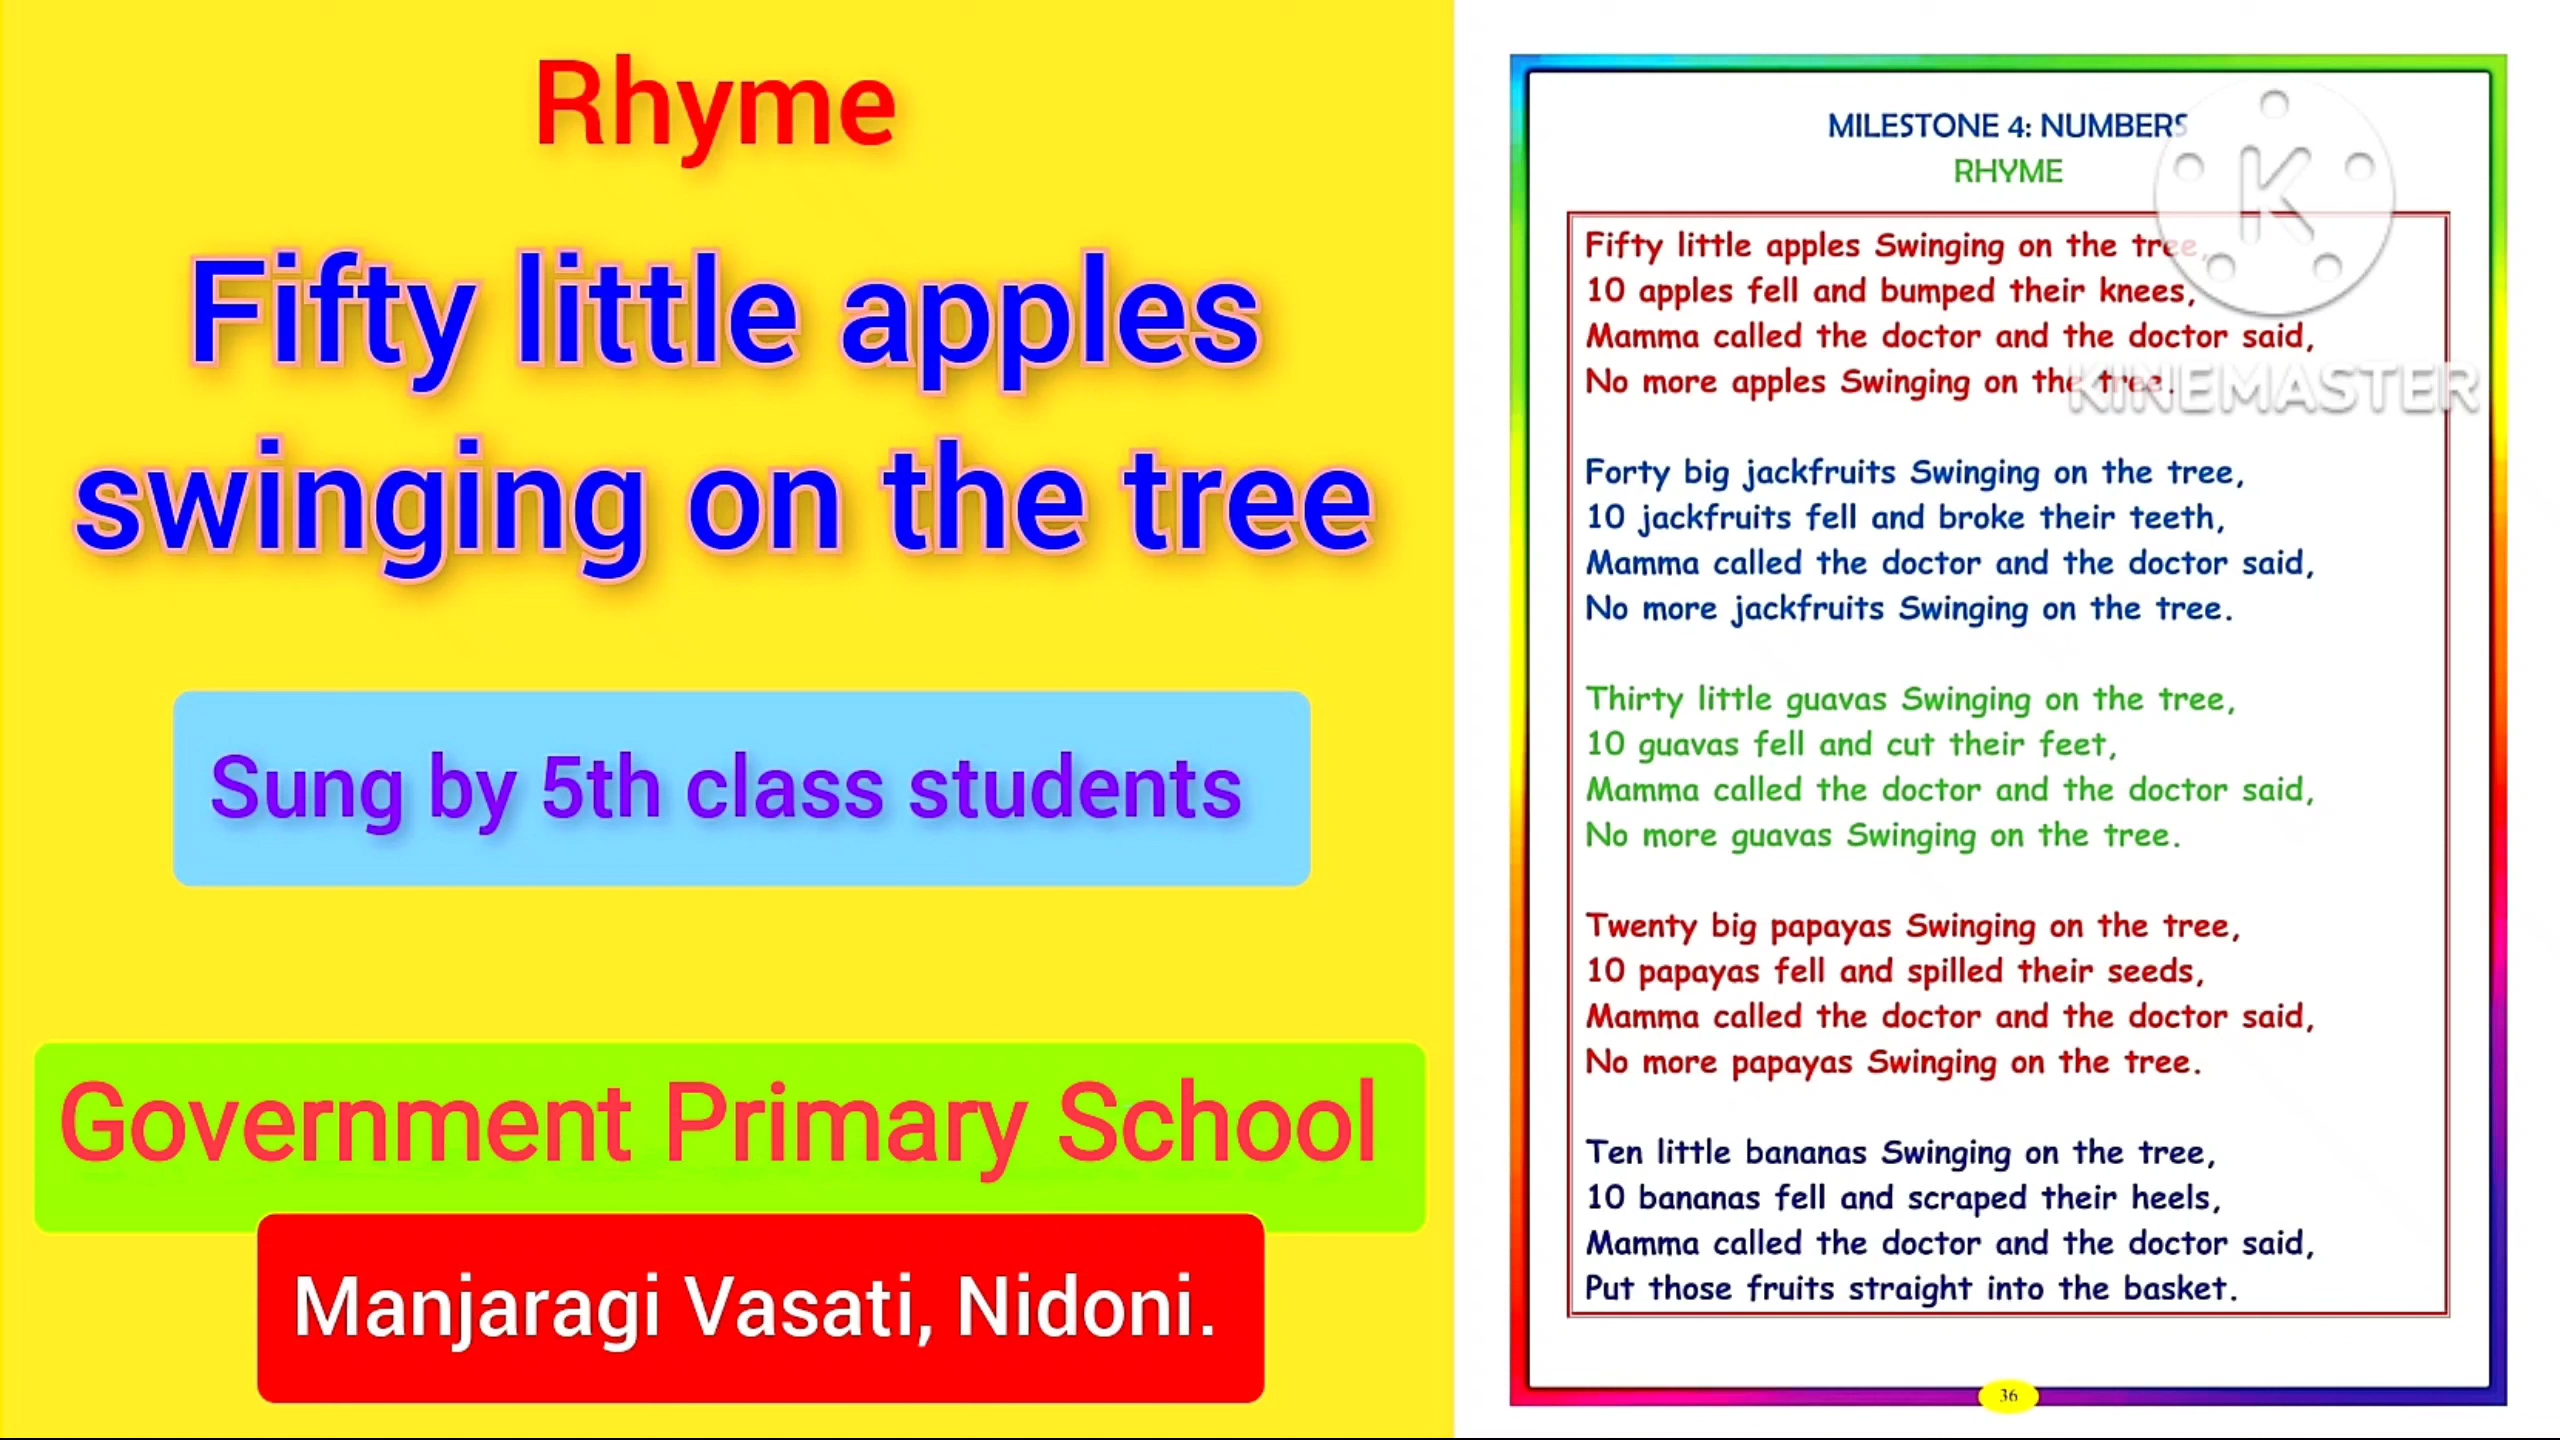 Rhyme
Fifty little apples
swinging on the tree
Sung by 5th class students
Government Primary School
Manjaragi Vasati, Nidoni.
MILESTONE 4: NUMBERS
RHYME
Fifty little apples Swinging on the tree,
10 apples fell and bumped their knees,
Mamma called the doctor and the doctor said,
No more apples Swinging on the tree.
Forty big jackfruits Swinging on the tree,
10 jackfruits fell and broke their teeth,
Mamma called the doctor and the doctor said,
No more jackfruits Swinging on the tree.
Thirty little guavas Swinging on the tree,
10 guavas fell and cut their feet,
Mamma called the doctor and the doctor said,
No more guavas Swinging on the tree.
Twenty big papayas Swinging on the tree,
10 papayas fell and spilled their seeds,
Mamma called the doctor and the doctor said,
No more papayas Swinging on the tree.
Ten little bananas Swinging on the tree,
10 bananas fell and scraped their heels,
Mamma called the doctor and the doctor said,
Put those fruits straight into the basket.
36
K
KINEMASTER